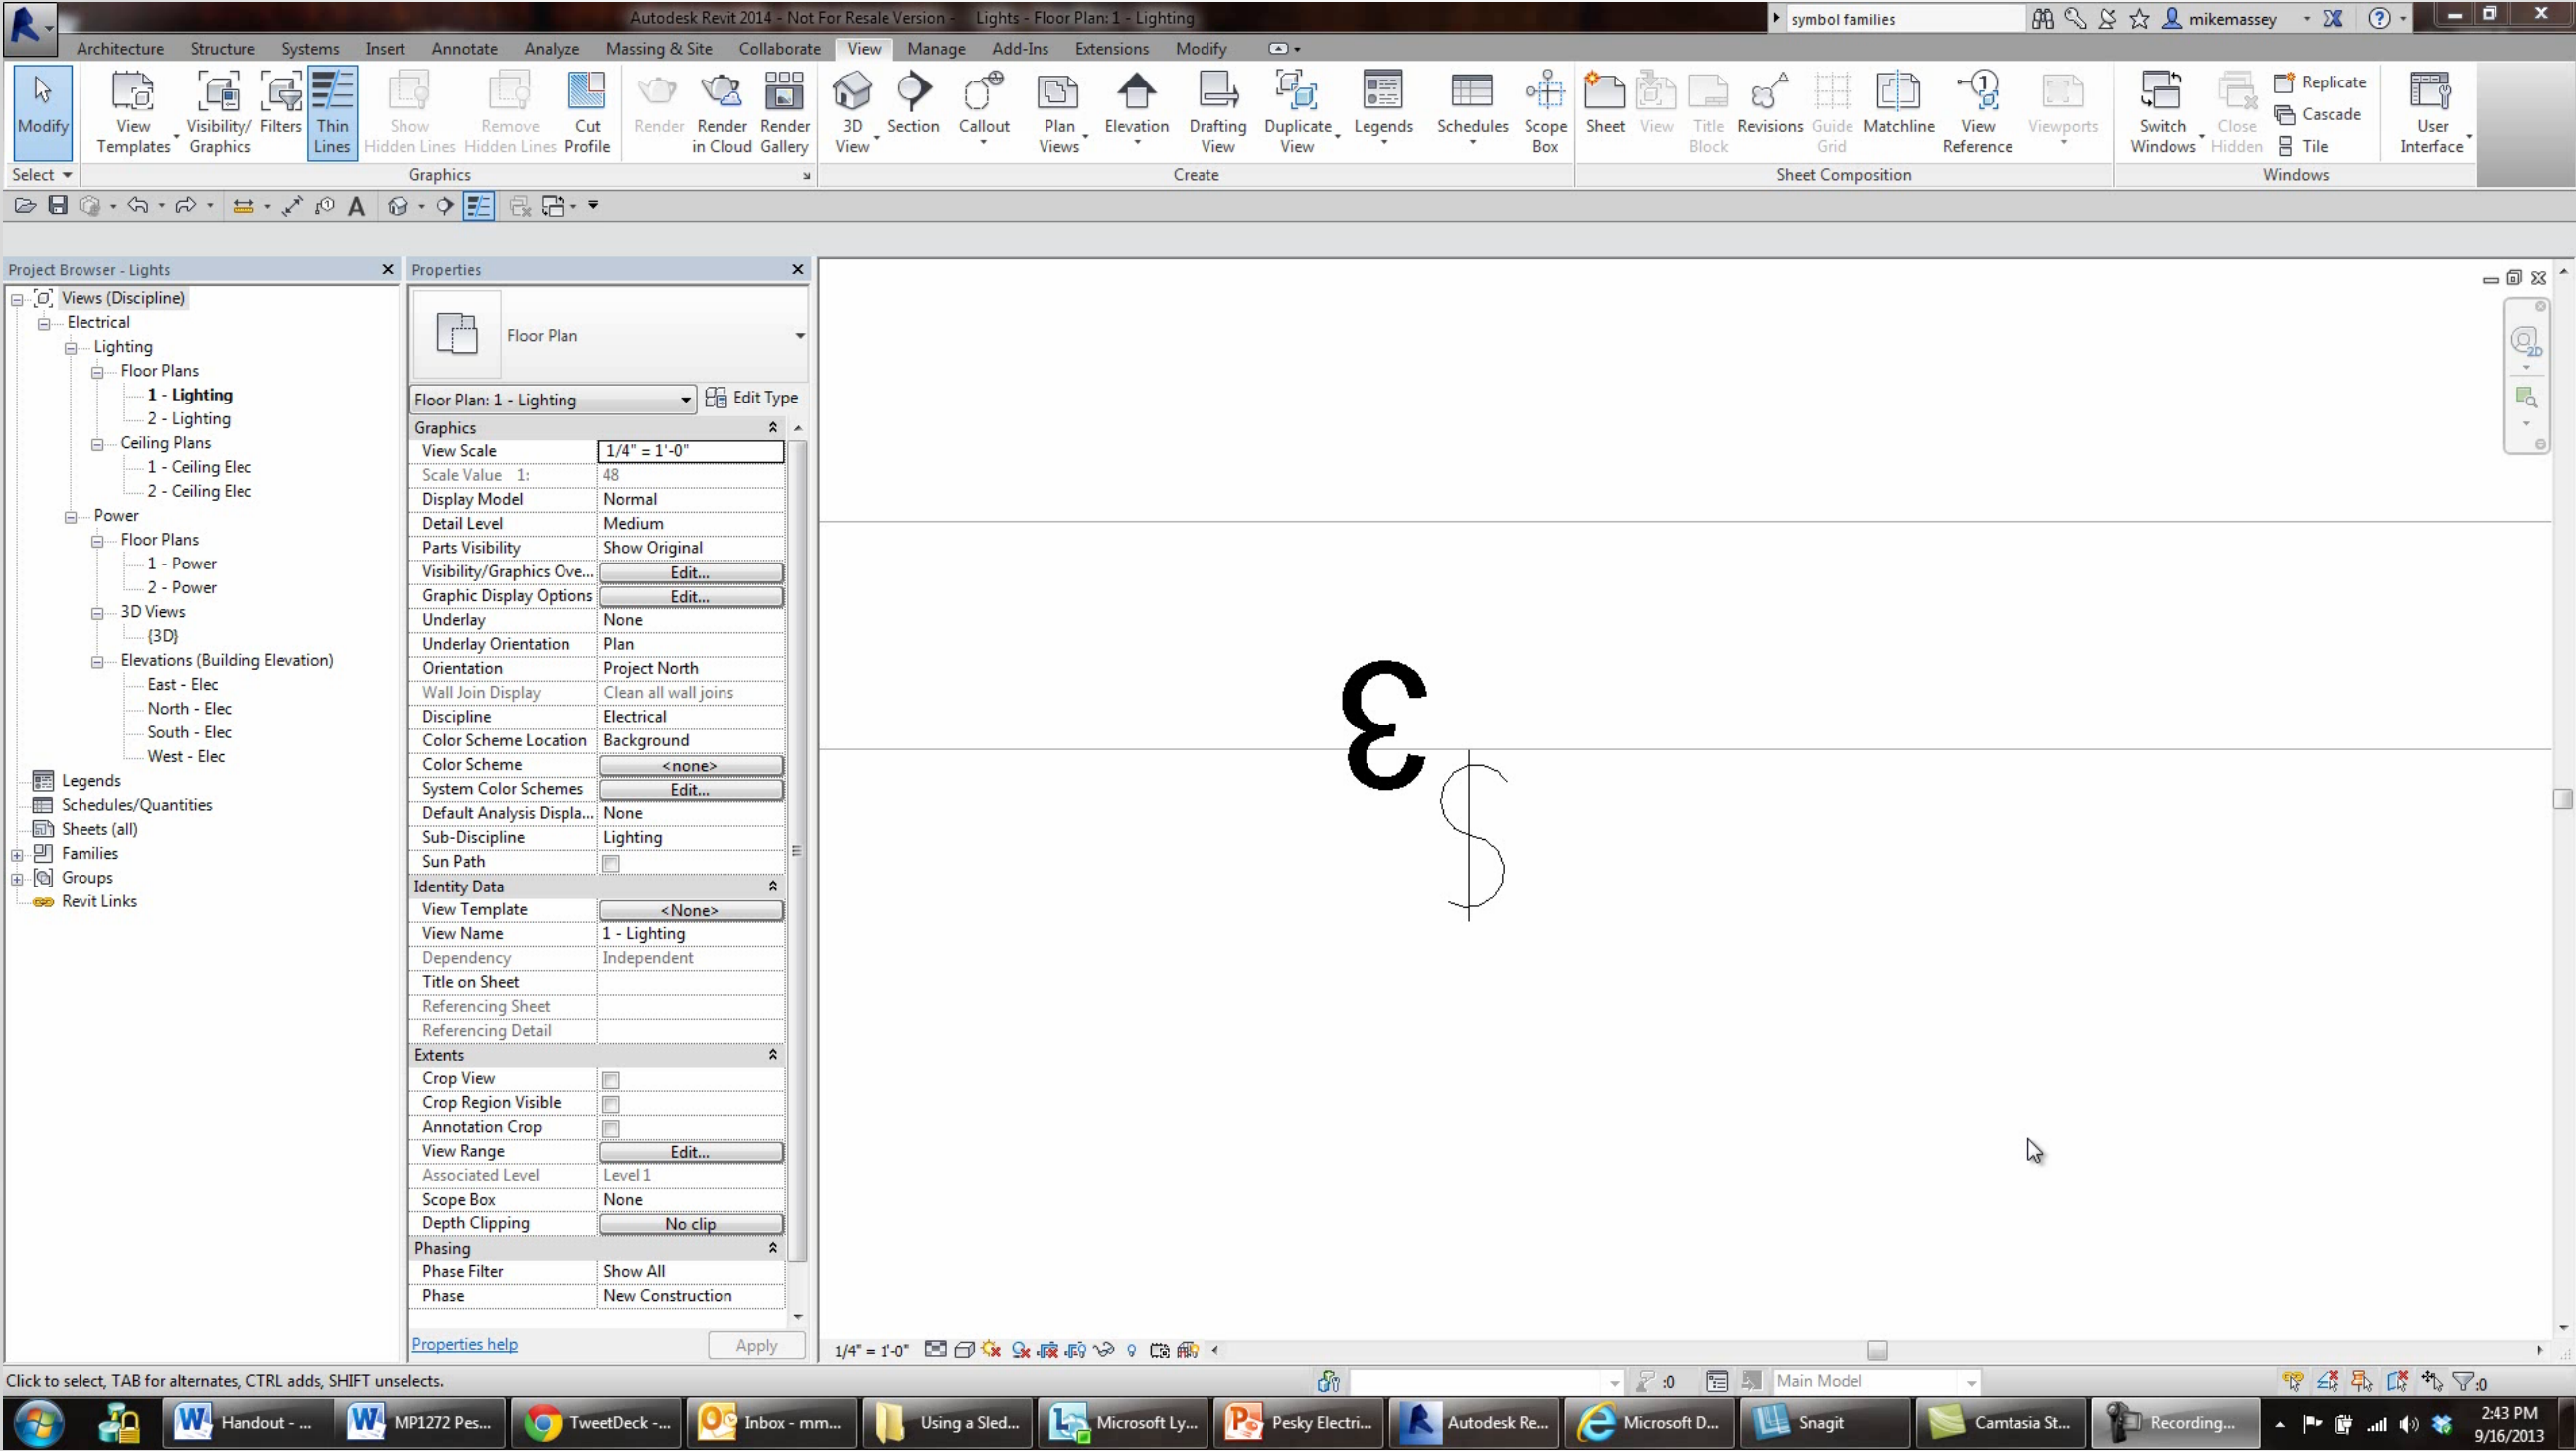 Autodesk Revit 2014 - Not For Resale Version - Lights - Floor Plan: 1 - Lighting
symbol families
mikemassey
Architecture Structure Systems Insert Annotate Analyze Massing & Site Collaborate View Manage Add-Ins Extensions Modify
Modify
View Templates
Visibility/ Graphics
Filters
Thin Lines
Show Hidden Lines
Remove Hidden Lines
Cut Profile
Render
Render in Cloud
Render Gallery
3D View
Section
Callout
Plan Views
Elevation
Drafting View
Duplicate View
Legends
Schedules
Scope Box
Sheet
View
Title Block
Revisions
Guide Grid
Matchline
View Reference
Viewports
Switch Windows
Close Hidden
Replicate
Cascade
Tile
User Interface
Select
Graphics
Create
Sheet Composition
Windows
Project Browser - Lights
Views (Discipline)
Electrical
Lighting
Floor Plans
1 - Lighting
2 - Lighting
Ceiling Plans
1 - Ceiling Elec
2 - Ceiling Elec
Power
Floor Plans
1 - Power
2 - Power
3D Views
{3D}
Elevations (Building Elevation)
East - Elec
North - Elec
South - Elec
West - Elec
Legends
Schedules/Quantities
Sheets (all)
Families
Groups
Revit Links
Properties
Floor Plan
Floor Plan: 1 - Lighting
Edit Type
Graphics
View Scale 1/4" = 1'-0"
Scale Value 1: 48
Display Model Normal
Detail Level Medium
Parts Visibility Show Original
Visibility/Graphics Ove... Edit...
Graphic Display Options Edit...
Underlay None
Underlay Orientation Plan
Orientation Project North
Wall Join Display Clean all wall joins
Discipline Electrical
Color Scheme Location Background
Color Scheme <none>
System Color Schemes Edit...
Default Analysis Displa... None
Sub-Discipline Lighting
Sun Path
Identity Data
View Template <None>
View Name 1 - Lighting
Dependency Independent
Title on Sheet
Referencing Sheet
Referencing Detail
Extents
Crop View
Crop Region Visible
Annotation Crop
View Range Edit...
Associated Level Level 1
Scope Box None
Depth Clipping No clip
Phasing
Phase Filter Show All
Phase New Construction
Properties help
Apply
2D
3
$
1/4" = 1'-0"
Click to select, TAB for alternates, CTRL adds, SHIFT unselects.
:0
Main Model
:0
Handout - ...
MP1272 Pes...
TweetDeck -...
Inbox - mm...
Using a Sled...
Microsoft Ly...
Pesky Electri...
Autodesk Re...
Microsoft D...
Snagit
Camtasia St...
Recording...
2:43 PM
9/16/2013